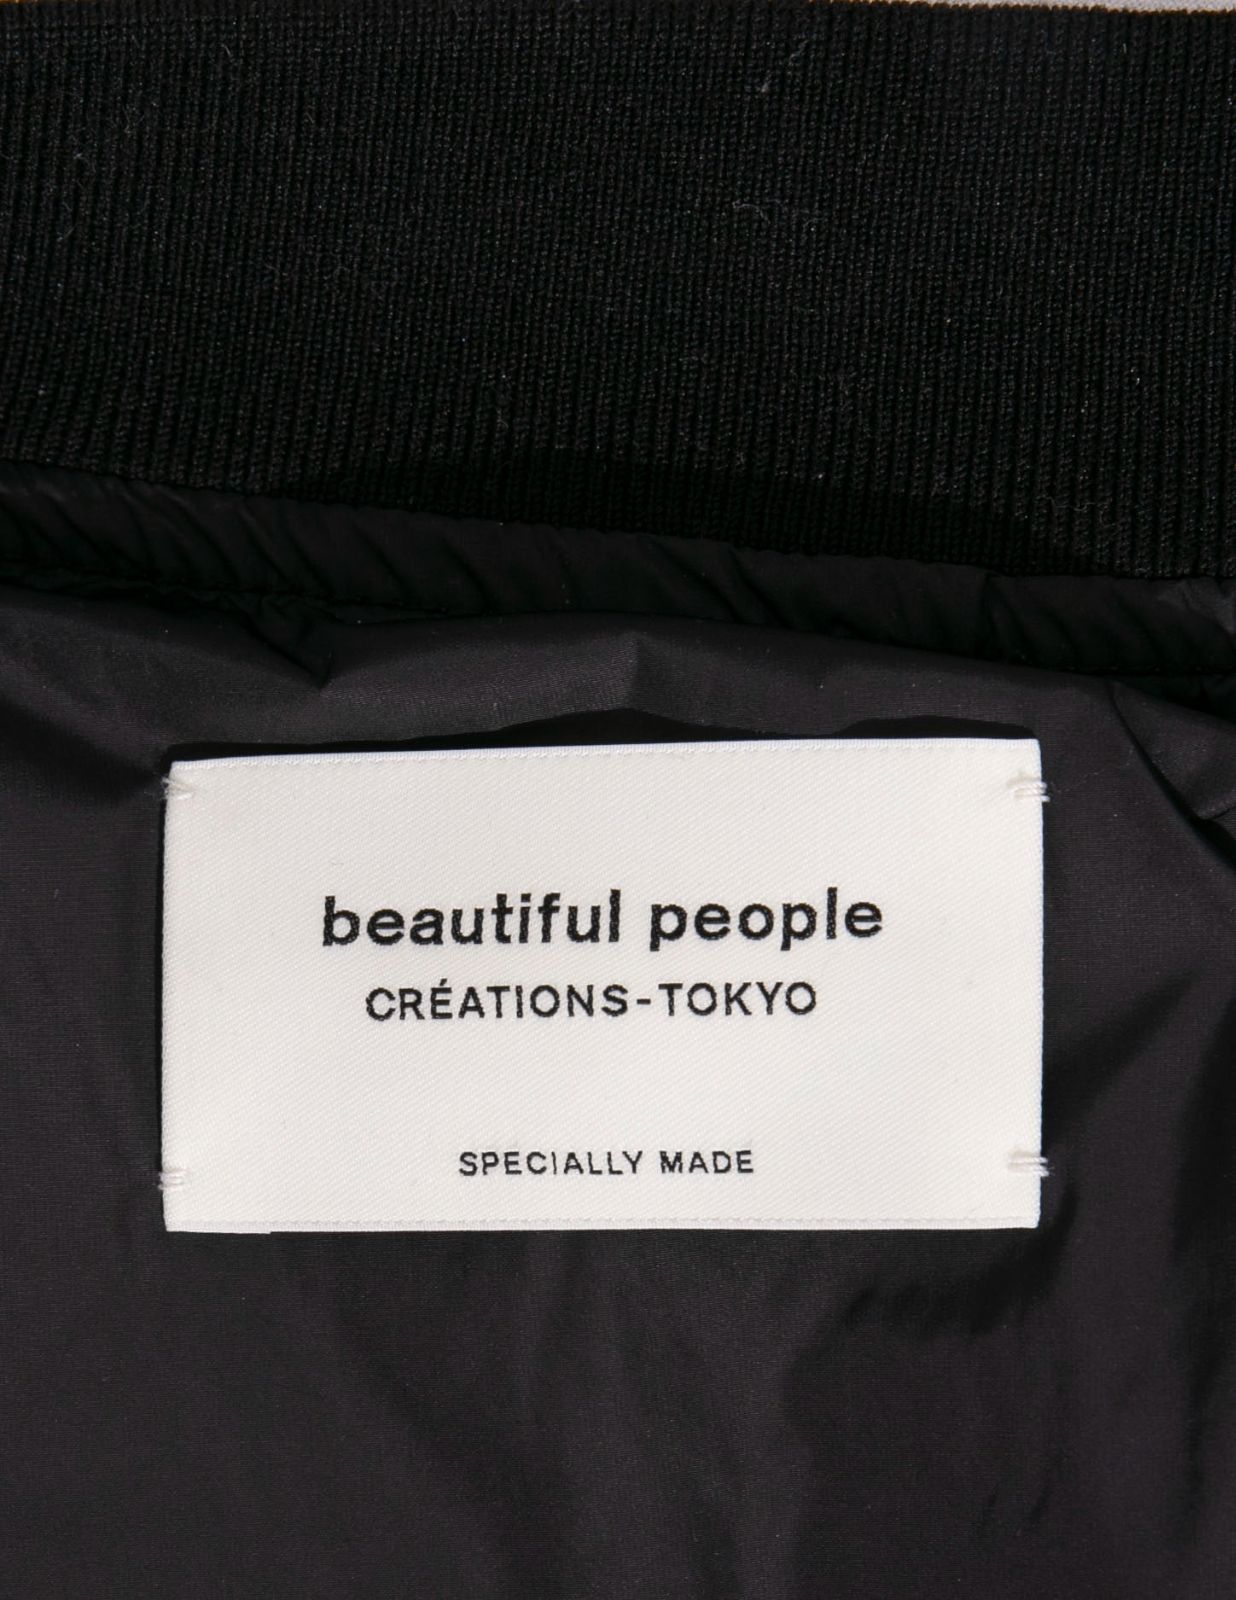 beautiful people
CRÉATIONS-TOKYO
SPECIALLY MADE